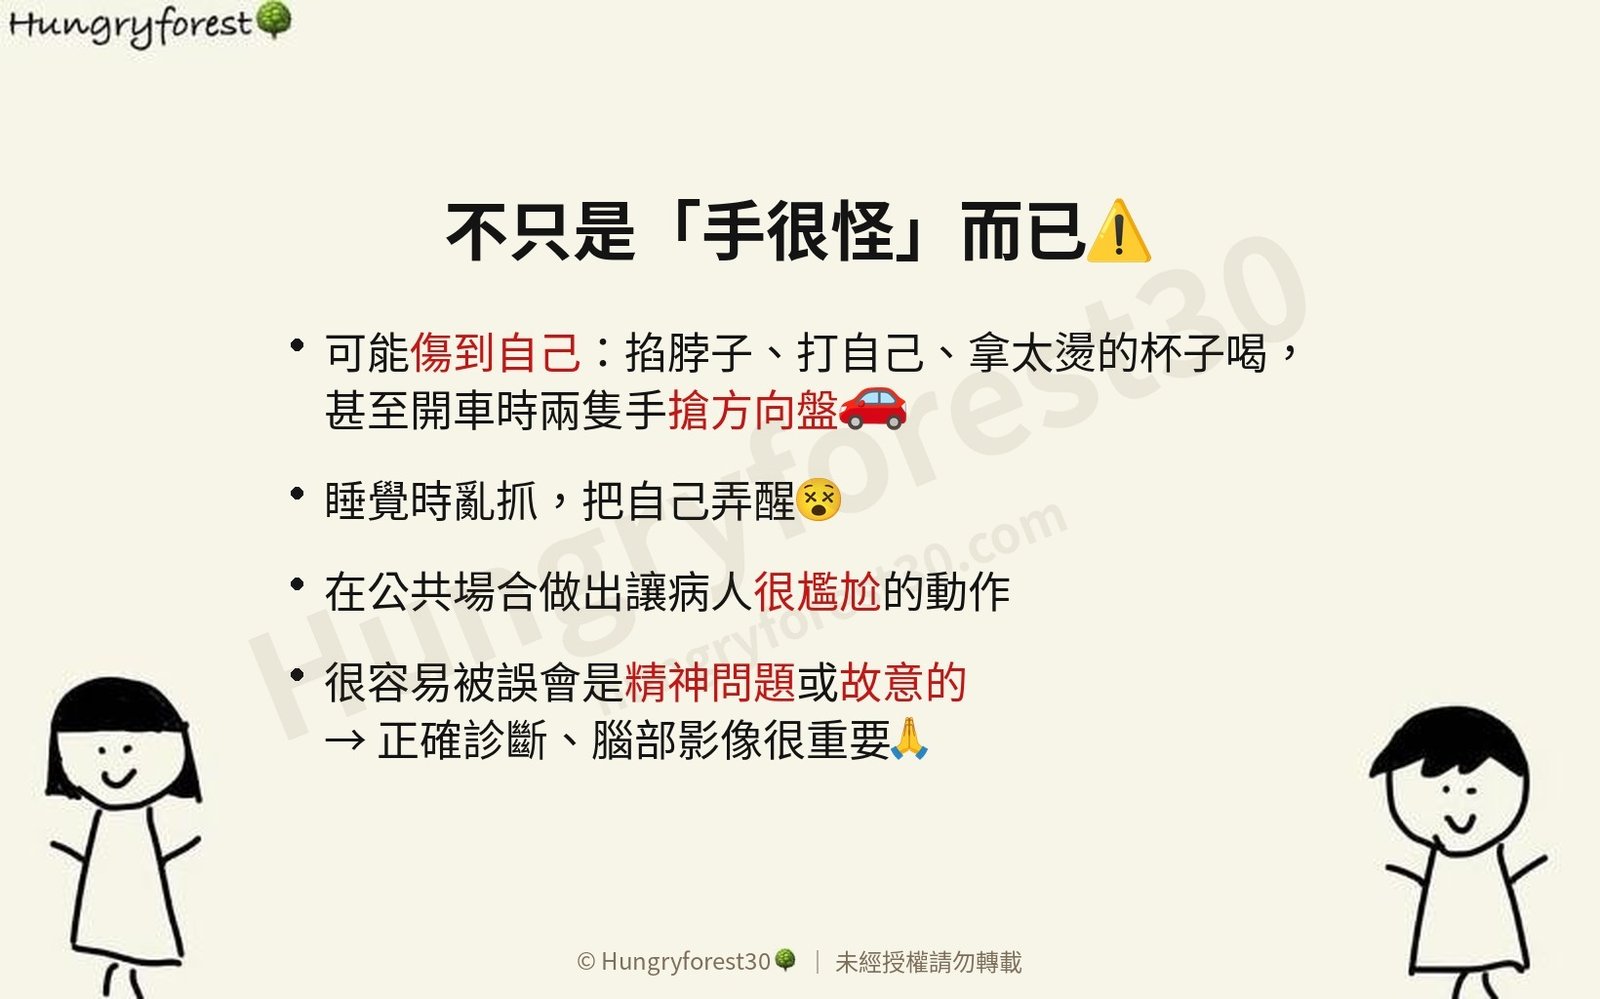 Hungryforest🌳
不只是「手很怪」而已⚠️
• 可能傷到自己：掐脖子、打自己、拿太燙的杯子喝，
甚至開車時兩隻手搶方向盤🚗
• 睡覺時亂抓，把自己弄醒😵
• 在公共場合做出讓病人很尷尬的動作
• 很容易被誤會是精神問題或故意的
→ 正確診斷、腦部影像很重要🙏
Hungryforest30
hungryforest30.com
© Hungryforest30🌳 ｜ 未經授權請勿轉載